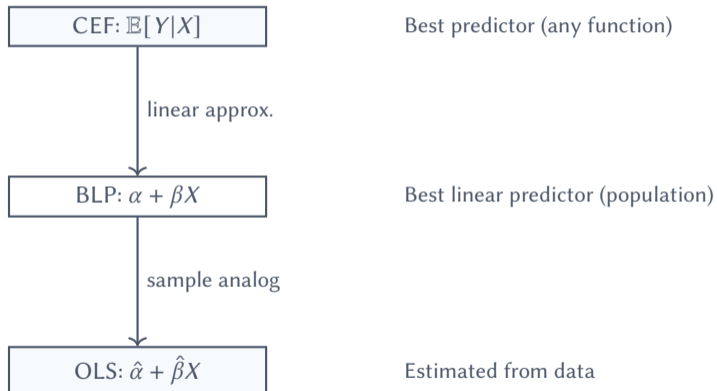 CEF: 𝔼[Y|X] Best predictor (any function)
linear approx.
BLP: α + βX Best linear predictor (population)
sample analog
OLS: α̂ + β̂X Estimated from data